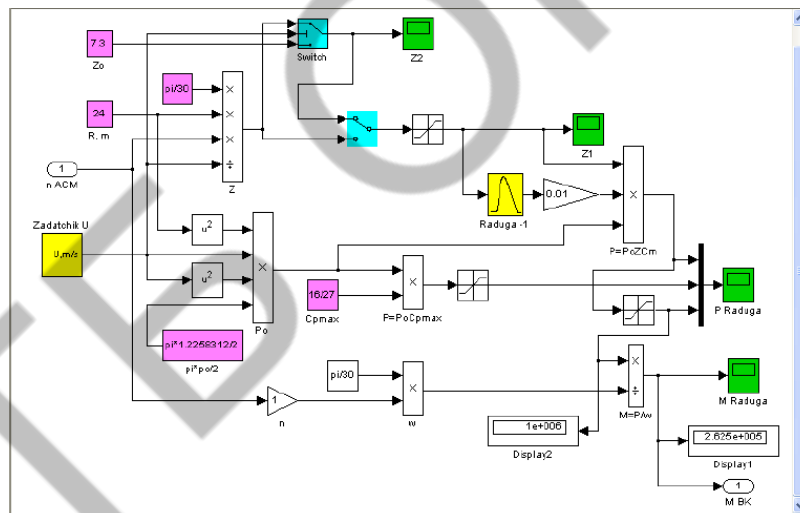 7.3
Zo
Switch
Z2
pi/30
24
R, m
×
×
×
÷
Z
Z1
1
n ACM
Raduga -1
0.01
×
P=PoZCm
Zadatchik U
U,m/s
u²
u²
×
Po
16/27
Cpmax
×
P=PoCpmax
P Raduga
pi*1.2258312/2
pi*po/2
pi/30
×
w
1
n
×
÷
M=P/w
M Raduga
1e+006
Display2
2.625e+005
Display1
1
M BK